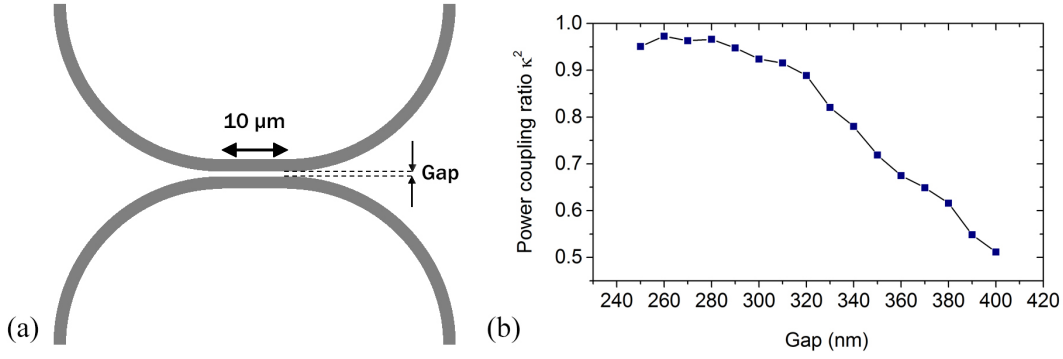 10 μm
Gap
(a)
Power coupling ratio κ²
1.0
0.9
0.8
0.7
0.6
0.5
240 260 280 300 320 340 360 380 400 420
Gap (nm)
(b)